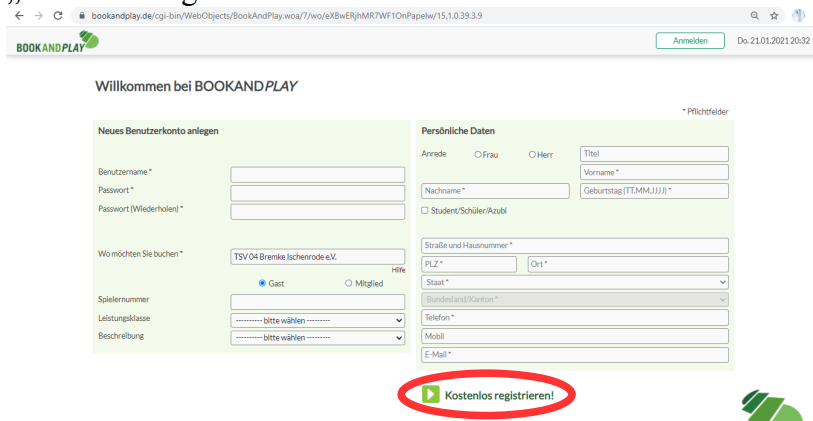 bookandplay.de/cgi-bin/WebObjects/BookAndPlay.woa/7/wo/eXBwERjhMR7WF1OnPapelw/15.1.0.39.3.9
BOOKANDPLAY
Anmelden
Do. 21.01.2021 20:32
Willkommen bei BOOKANDPLAY
* Pflichtfelder
Neues Benutzerkonto anlegen
Benutzername *
Passwort *
Passwort (Wiederholen) *
Wo möchten Sie buchen *
TSV 04 Bremke Ischenrode e.V.
Hilfe
Gast
Mitglied
Spielernummer
Leistungsklasse
---------- bitte wählen ---------
Beschreibung
---------- bitte wählen ---------
Persönliche Daten
Anrede
Frau
Herr
Titel
Vorname *
Nachname *
Geburtstag (TT.MM.JJJJ) *
Student/Schüler/AzubI
Straße und Hausnummer *
PLZ *
Ort *
Staat *
Bundesland/Kanton *
Telefon *
Mobil
E-Mail *
Kostenlos registrieren!